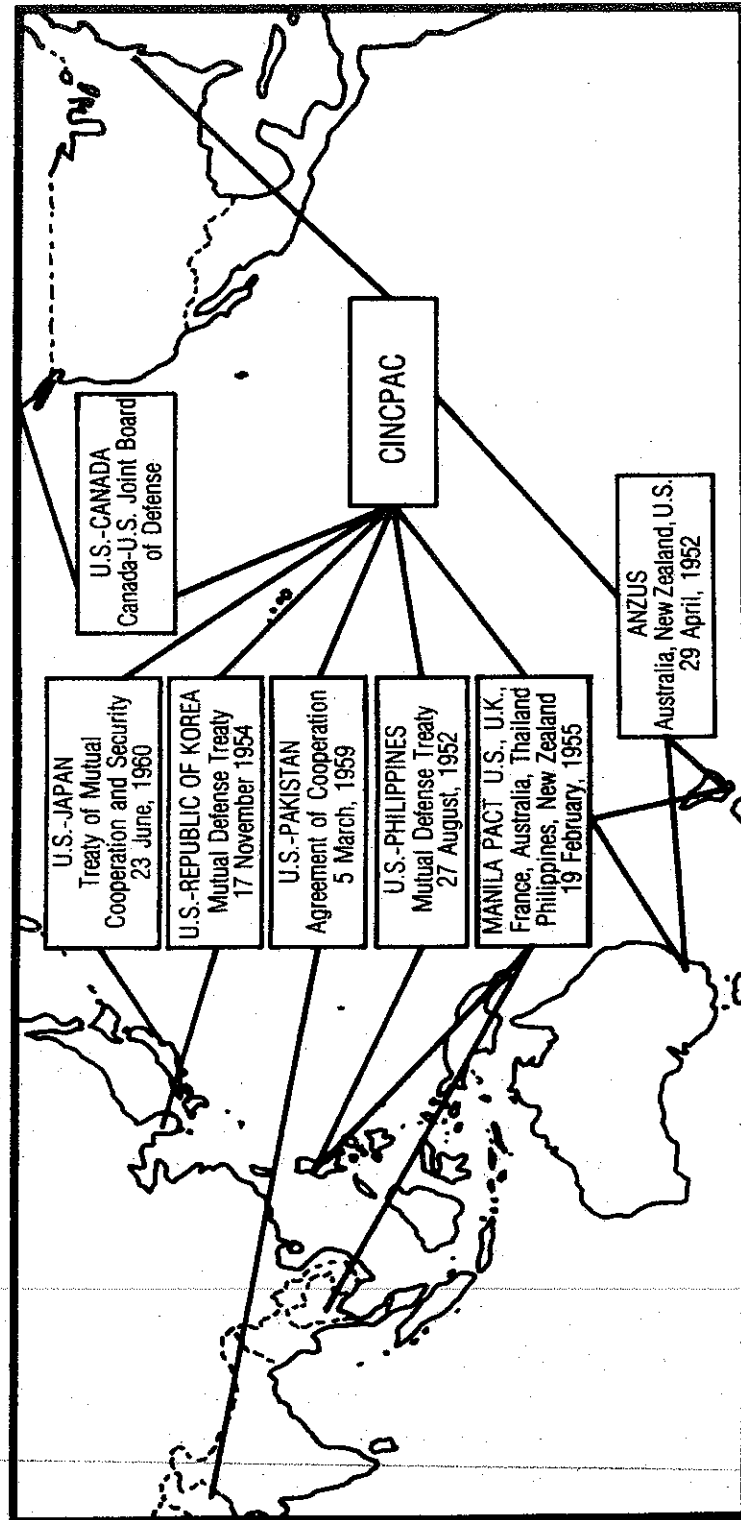 U.S.-JAPAN
Treaty of Mutual
Cooperation and Security
23 June, 1960
U.S.-REPUBLIC OF KOREA
Mutual Defense Treaty
17 November 1954
U.S.-PAKISTAN
Agreement of Cooperation
5 March, 1959
U.S.-PHILIPPINES
Mutual Defense Treaty
27 August, 1952
MANILA PACT U.S., U.K.,
France, Australia, Thailand
Philippines, New Zealand
19 February, 1955
U.S.-CANADA
Canada-U.S. Joint Board
of Defense
CINCPAC
ANZUS
Australia, New Zealand, U.S.
29 April, 1952